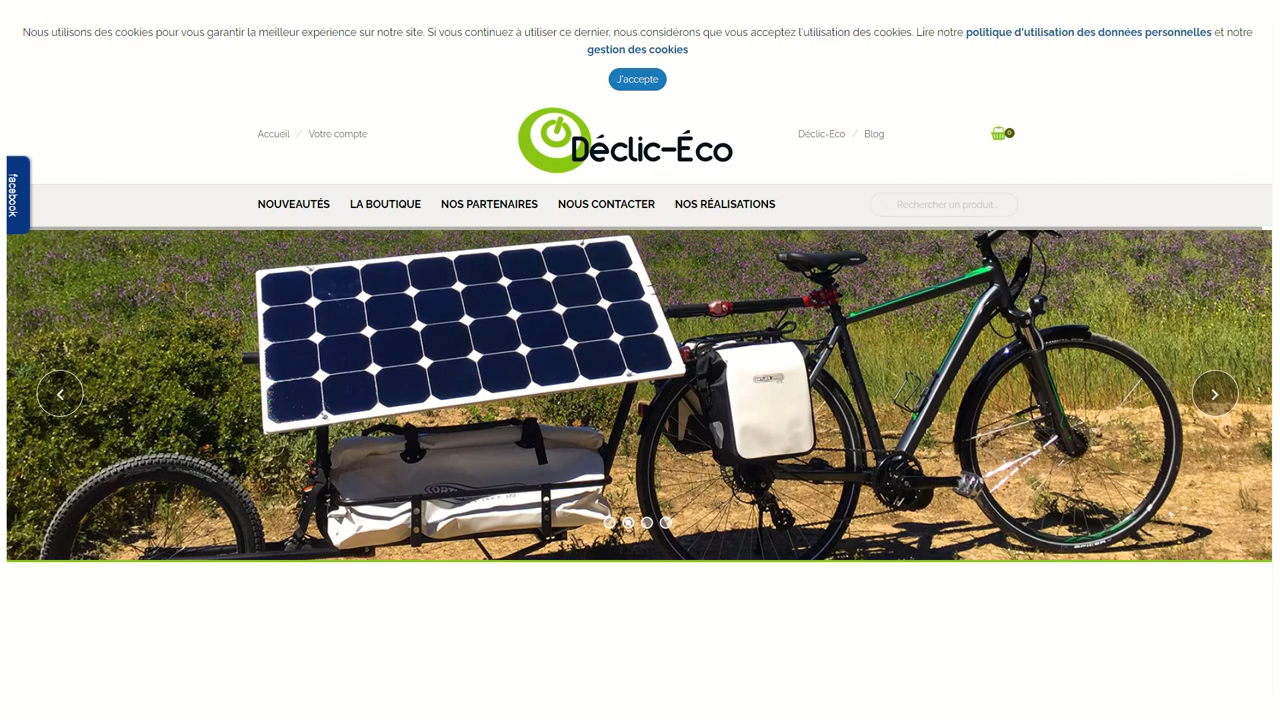 Nous utilisons des cookies pour vous garantir la meilleur expérience sur notre site. Si vous continuez à utiliser ce dernier, nous considérons que vous acceptez l'utilisation des cookies. Lire notre politique d'utilisation des données personnelles et notre
gestion des cookies
J'accepte
Accueil / Votre compte
Déclic-Éco
Déclic-Eco / Blog
0
facebook
NOUVEAUTÉS LA BOUTIQUE NOS PARTENAIRES NOUS CONTACTER NOS RÉALISATIONS
Rechercher un produit...